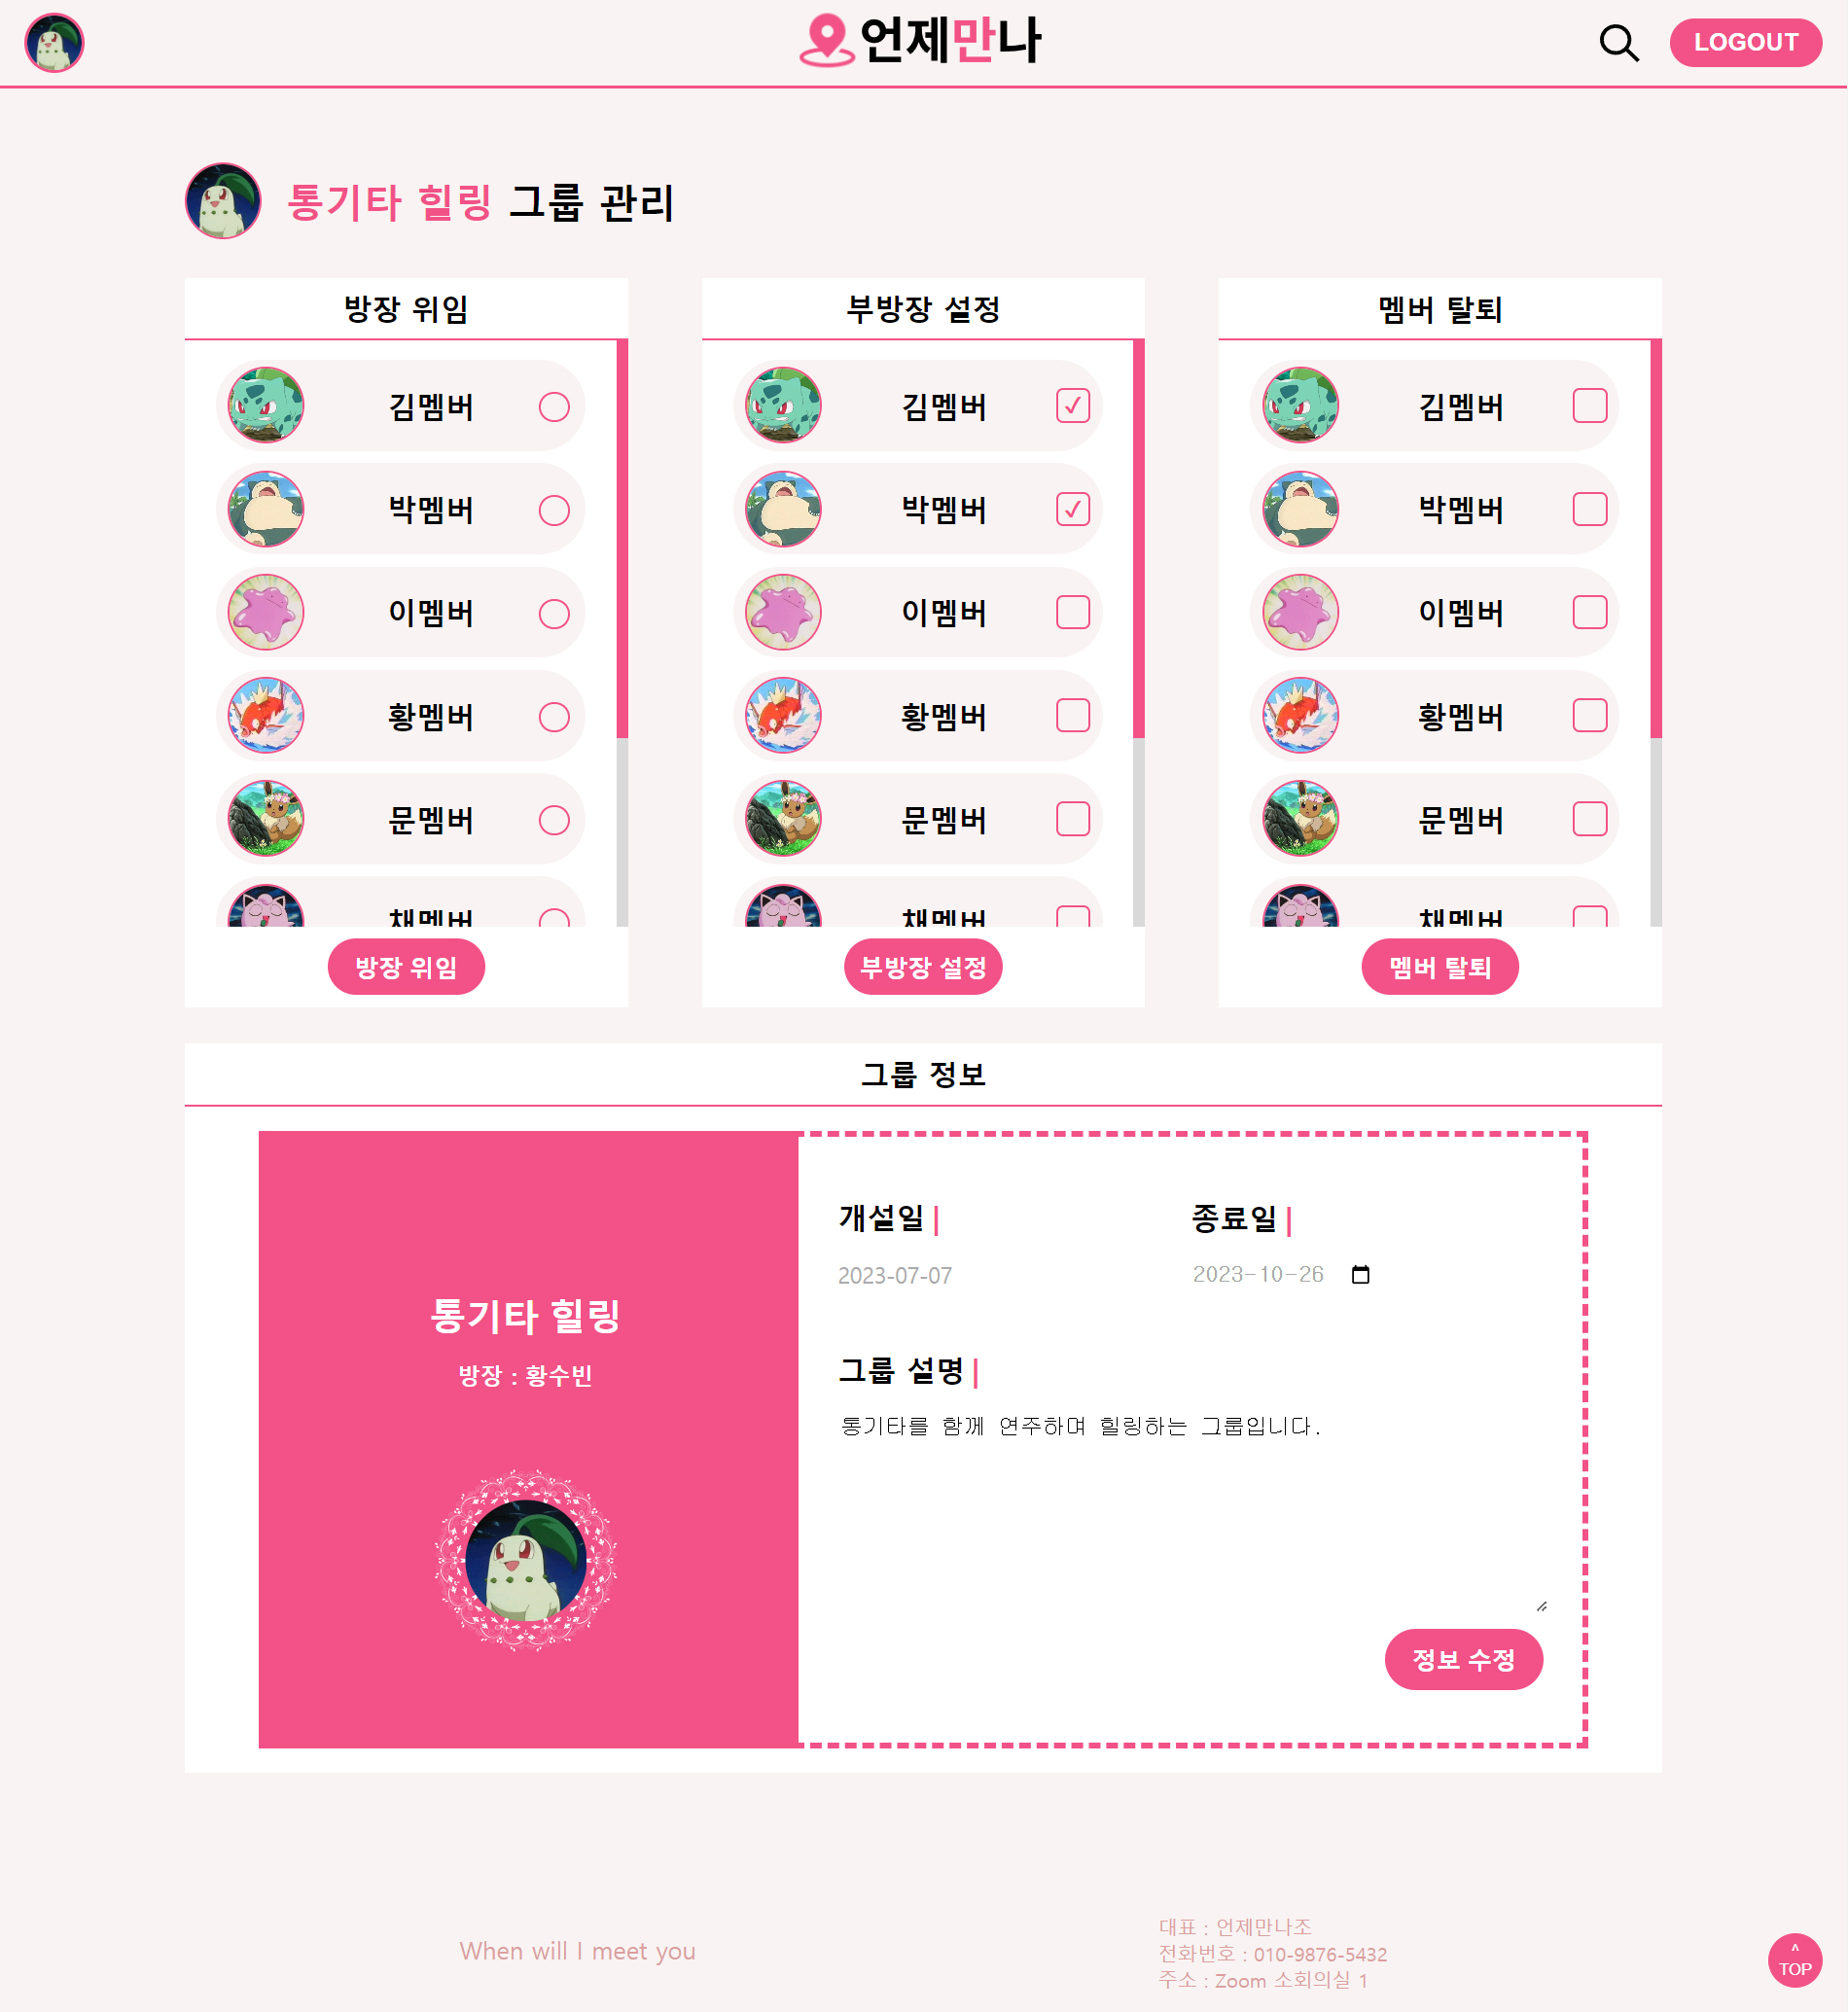 언제만나
LOGOUT
통기타 힐링 그룹 관리
방장 위임
김멤버
박멤버
이멤버
황멤버
문멤버
채멤버
방장 위임
부방장 설정
김멤버
박멤버
이멤버
황멤버
문멤버
채멤버
부방장 설정
멤버 탈퇴
김멤버
박멤버
이멤버
황멤버
문멤버
채멤버
멤버 탈퇴
그룹 정보
통기타 힐링
방장 : 황수빈
개설일
2023-07-07
종료일
2023-10-26
그룹 설명
통기타를 함께 연주하며 힐링하는 그룹입니다.
정보 수정
When will I meet you
대표 : 언제만나조
전화번호 : 010-9876-5432
주소 : Zoom 소회의실 1
^
TOP